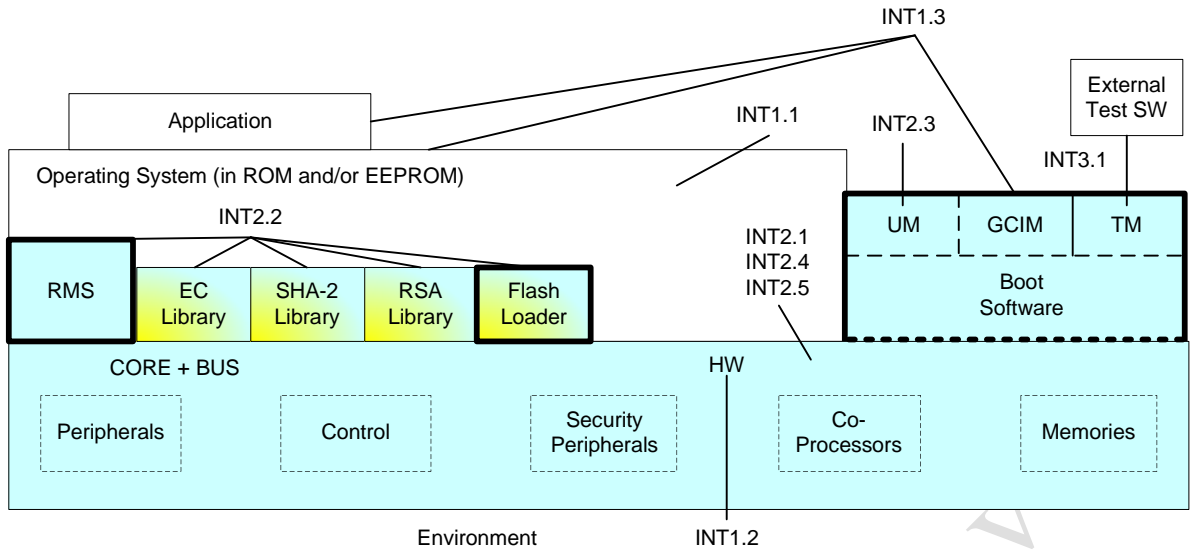 INT1.3
External
Test SW
Application
INT1.1
INT2.3
INT3.1
Operating System (in ROM and/or EEPROM)
INT2.2
UM
GCIM
TM
INT2.1
INT2.4
INT2.5
RMS
EC
Library
SHA-2
Library
RSA
Library
Flash
Loader
Boot
Software
CORE + BUS
HW
Peripherals
Control
Security
Peripherals
Co-
Processors
Memories
Environment
INT1.2